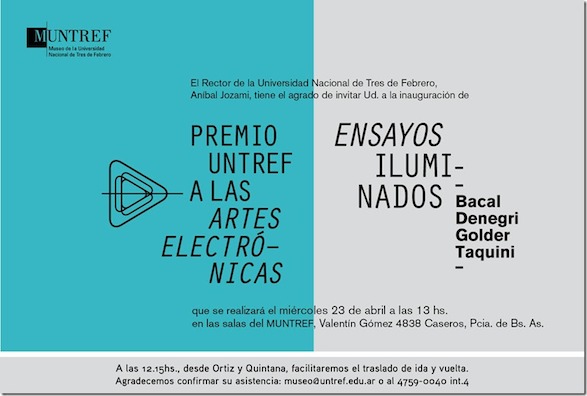 MUNTREF
Museo de la Universidad
Nacional de Tres de Febrero
El Rector de la Universidad Nacional de Tres de Febrero,
Aníbal Jozami, tiene el agrado de invitar Ud. a la inauguración de
PREMIO
UNTREF
A LAS
ARTES
ELECTRÓ–
NICAS
ENSAYOS
ILUMI–
NADOS
Bacal
Denegri
Golder
Taquini
que se realizará el miércoles 23 de abril a las 13 hs.
en las salas del MUNTREF, Valentín Gómez 4838 Caseros, Pcia. de Bs. As.
A las 12.15hs., desde Ortiz y Quintana, facilitaremos el traslado de ida y vuelta.
Agradecemos confirmar su asistencia: museo@untref.edu.ar o al 4759-0040 int.4